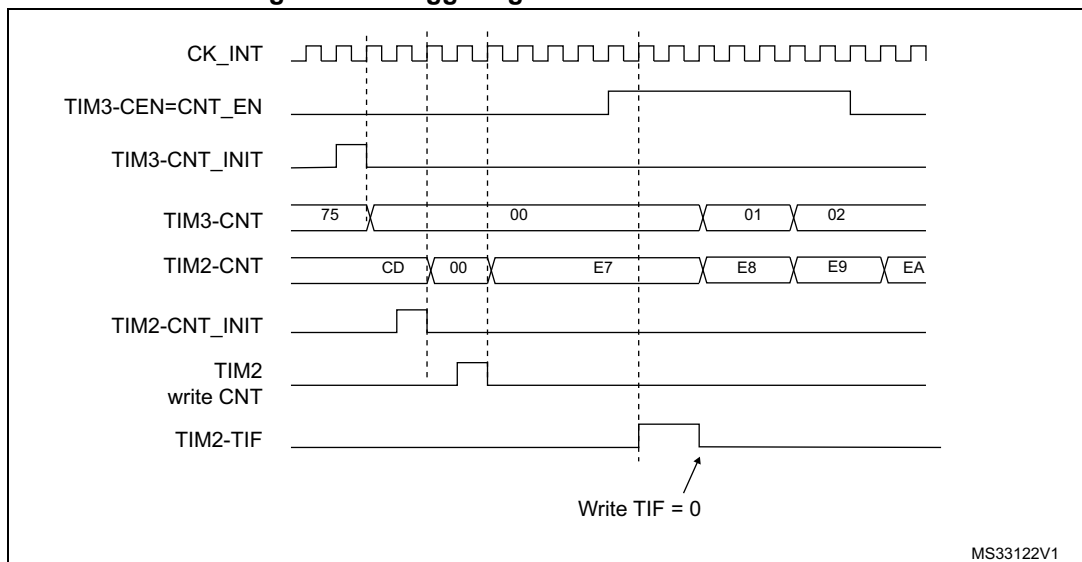 CK_INT
TIM3-CEN=CNT_EN
TIM3-CNT_INIT
TIM3-CNT 75 00 01 02
TIM2-CNT CD 00 E7 E8 E9 EA
TIM2-CNT_INIT
TIM2
write CNT
TIM2-TIF
Write TIF = 0
MS33122V1